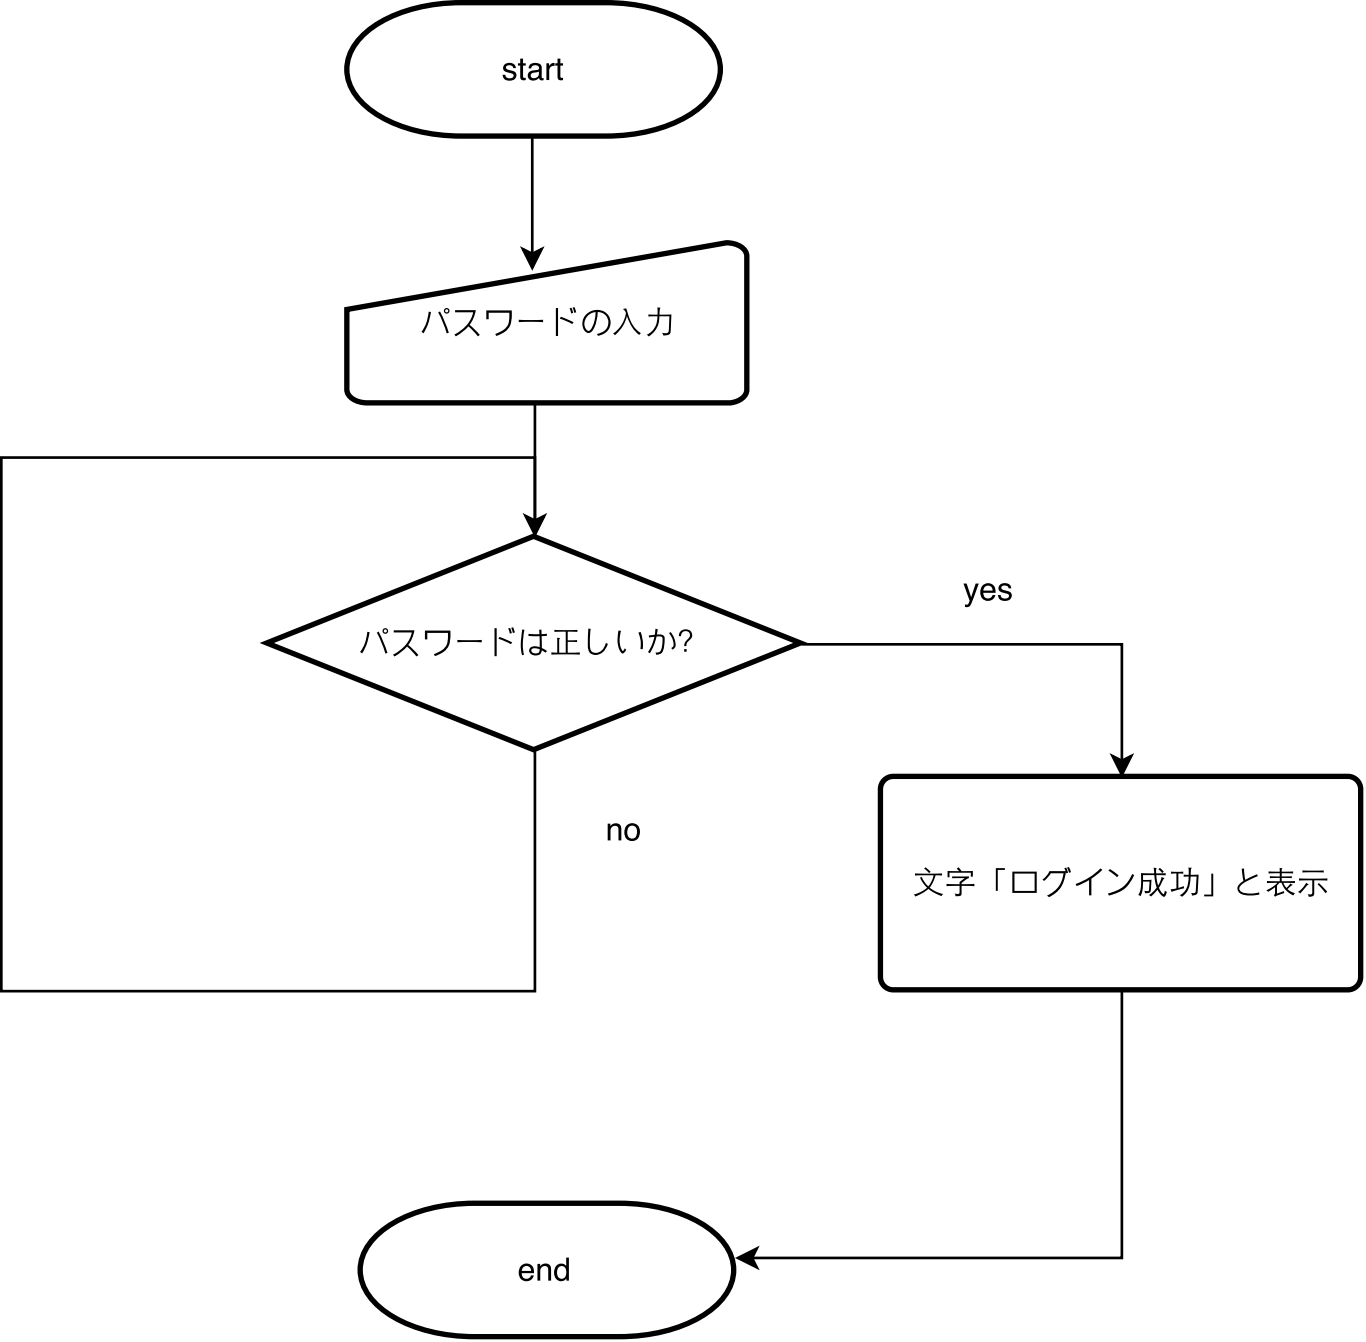 start
パスワードの入力
パスワードは正しいか?
yes
no
文字「ログイン成功」と表示
end